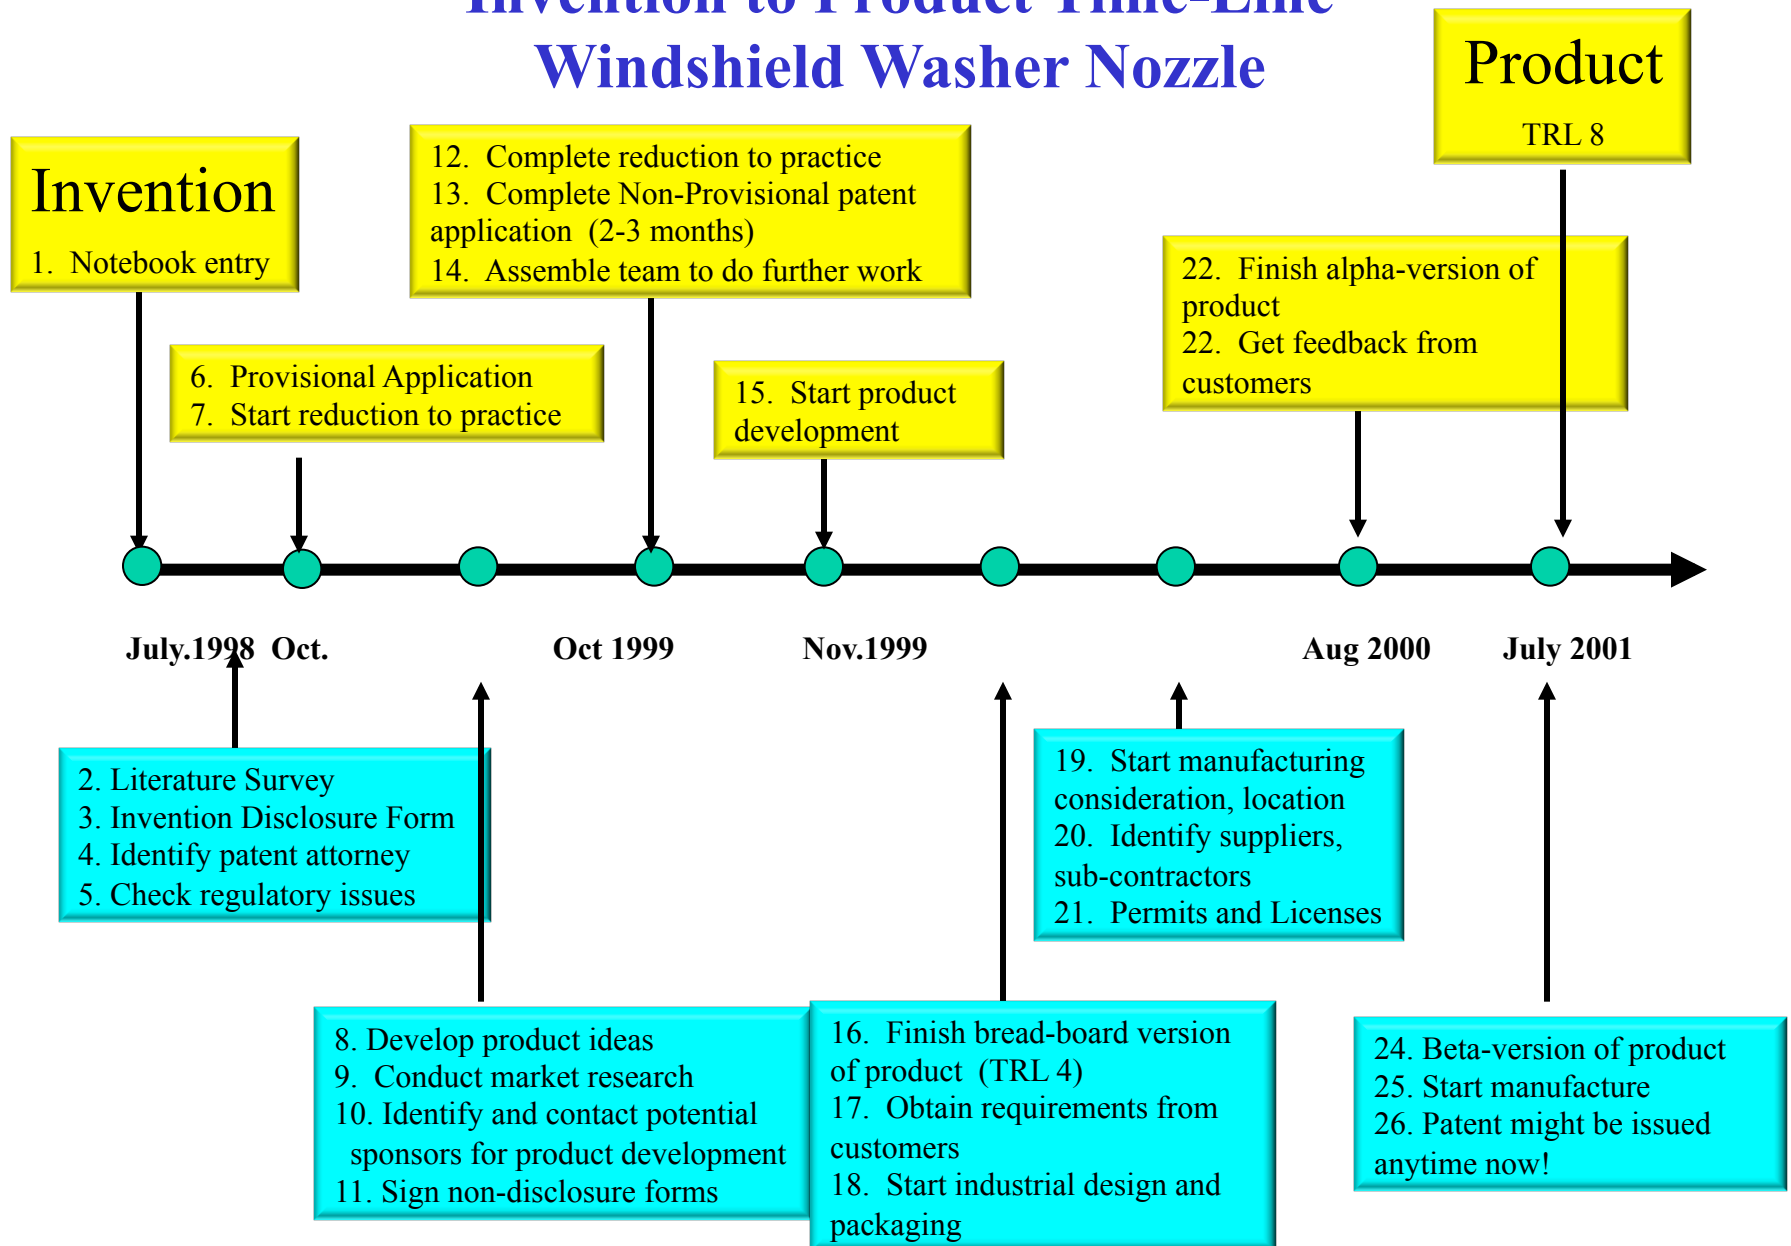 Invention to Product Time-Line
Windshield Washer Nozzle
Product
TRL 8
Invention
1. Notebook entry
12. Complete reduction to practice
13. Complete Non-Provisional patent
application (2-3 months)
14. Assemble team to do further work
22. Finish alpha-version of
product
22. Get feedback from
customers
6. Provisional Application
7. Start reduction to practice
15. Start product
development
July.1998 Oct.
Oct 1999
Nov.1999
Aug 2000
July 2001
2. Literature Survey
3. Invention Disclosure Form
4. Identify patent attorney
5. Check regulatory issues
19. Start manufacturing
consideration, location
20. Identify suppliers,
sub-contractors
21. Permits and Licenses
8. Develop product ideas
9. Conduct market research
10. Identify and contact potential
sponsors for product development
11. Sign non-disclosure forms
16. Finish bread-board version
of product (TRL 4)
17. Obtain requirements from
customers
18. Start industrial design and
packaging
24. Beta-version of product
25. Start manufacture
26. Patent might be issued
anytime now!